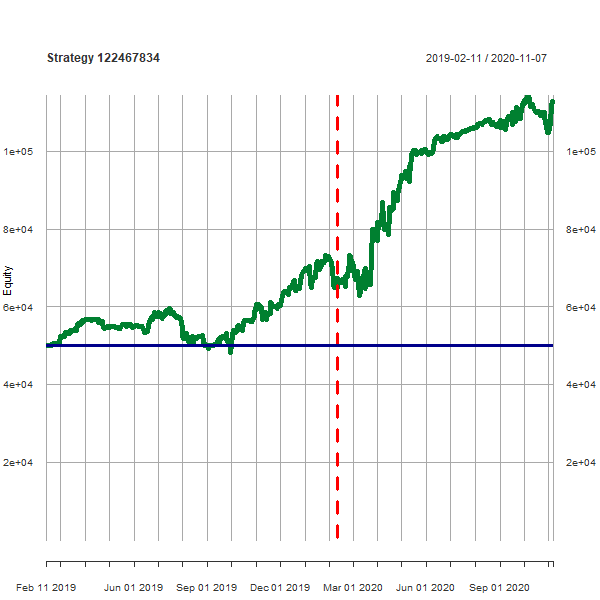 Strategy 122467834
2019-02-11 / 2020-11-07
1e+05
1e+05
8e+04
8e+04
Equity
6e+04
6e+04
4e+04
4e+04
2e+04
2e+04
Feb 11 2019
Jun 01 2019
Sep 01 2019
Dec 01 2019
Mar 01 2020
Jun 01 2020
Sep 01 2020